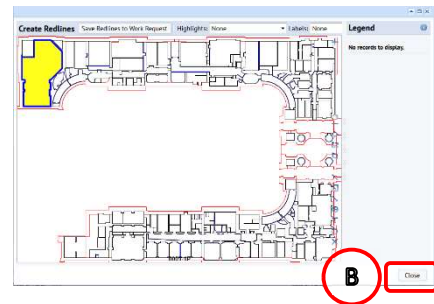 Create Redlines Save Redlines to Work Request Highlights: None Labels: None Legend
No records to display.
B Close